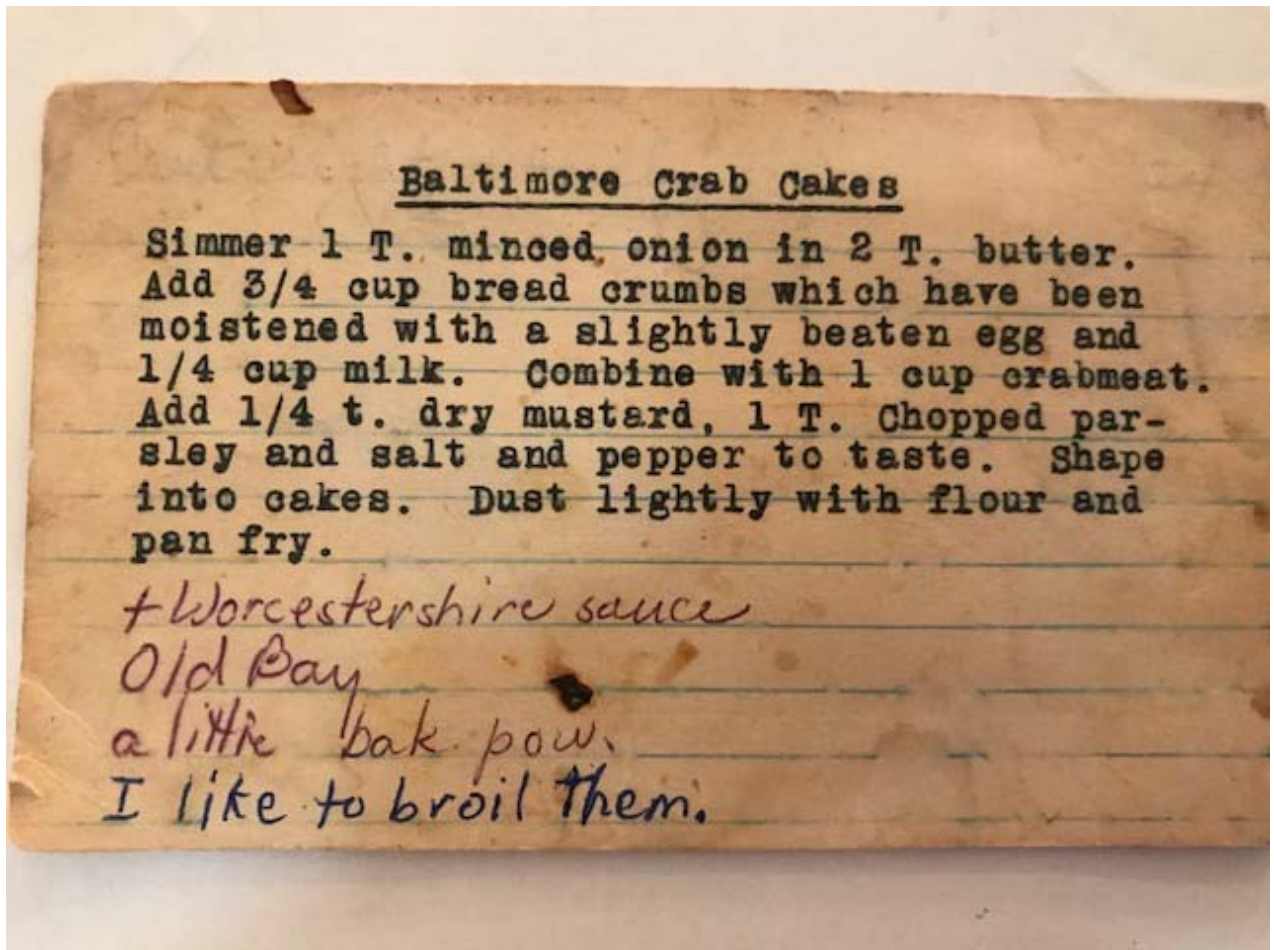 Baltimore Crab Cakes
Simmer 1 T. minced onion in 2 T. butter.
Add 3/4 cup bread crumbs which have been
moistened with a slightly beaten egg and
1/4 cup milk.  Combine with 1 cup crabmeat.
Add 1/4 t. dry mustard, 1 T. Chopped par-
sley and salt and pepper to taste.  Shape
into cakes.  Dust lightly with flour and
pan fry.
+ Worcestershire sauce
Old Bay
a little bak. pow.
I like to broil them.